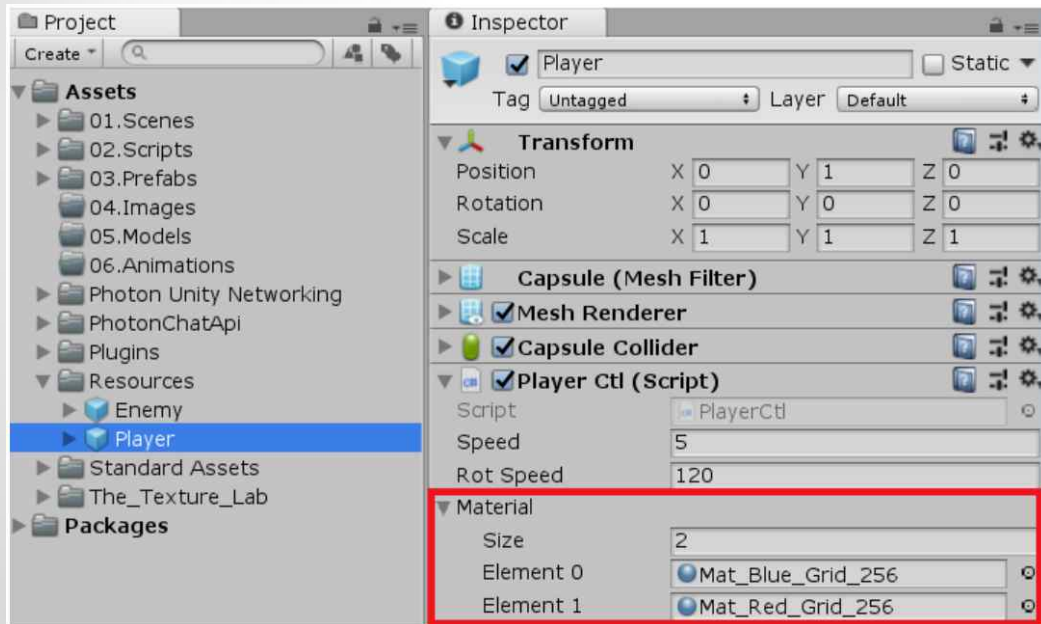 Project
Create
Assets
01.Scenes
02.Scripts
03.Prefabs
04.Images
05.Models
06.Animations
Photon Unity Networking
PhotonChatApi
Plugins
Resources
Enemy
Player
Standard Assets
The_Texture_Lab
Packages
Inspector
Player Static
Tag Untagged Layer Default
Transform
Position X 0 Y 1 Z 0
Rotation X 0 Y 0 Z 0
Scale X 1 Y 1 Z 1
Capsule (Mesh Filter)
Mesh Renderer
Capsule Collider
Player Ctl (Script)
Script PlayerCtl
Speed 5
Rot Speed 120
Material
Size 2
Element 0 Mat_Blue_Grid_256
Element 1 Mat_Red_Grid_256